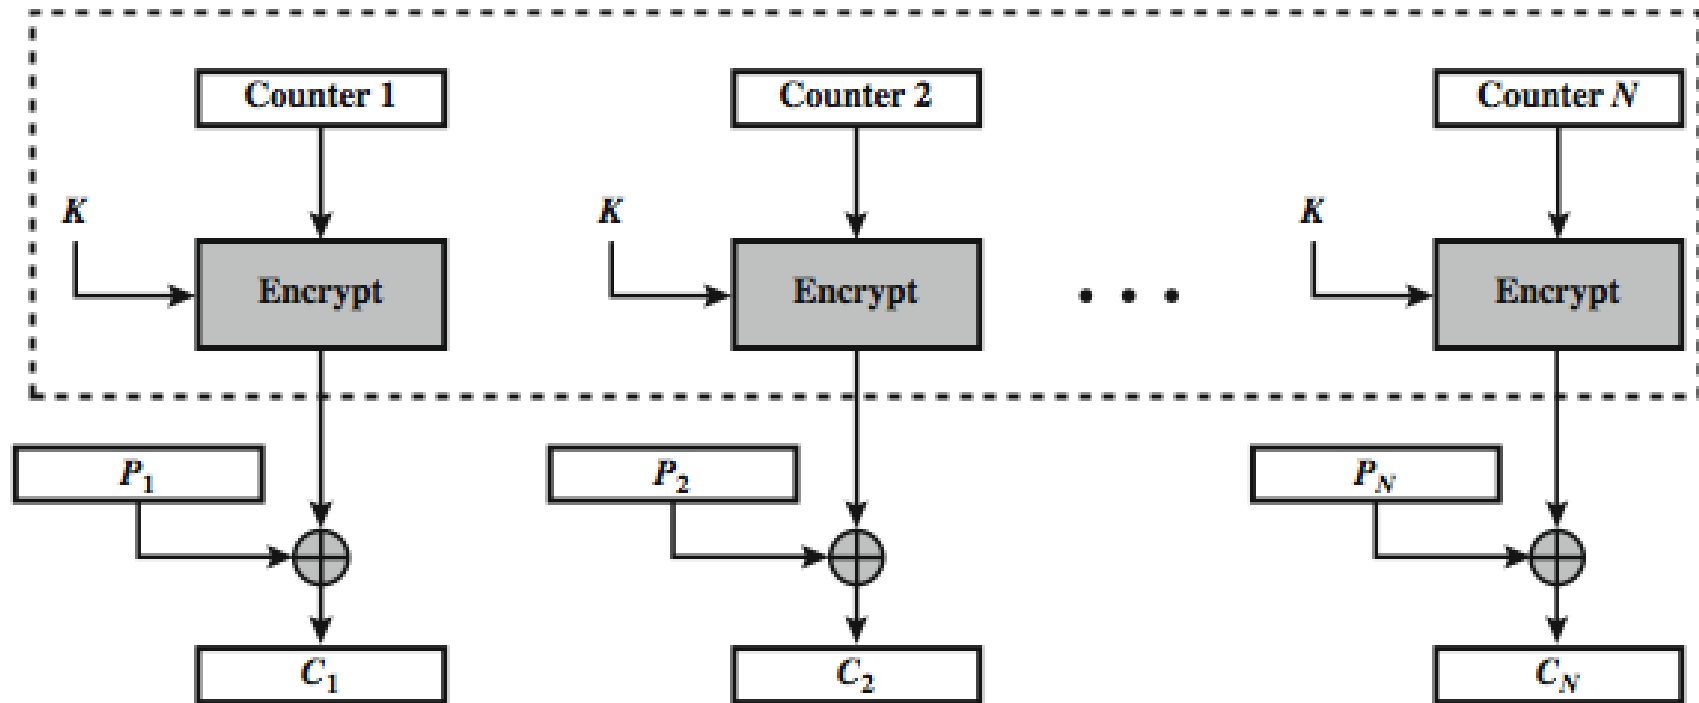 Counter 1
Counter 2
Counter N
K
K
K
Encrypt
Encrypt
Encrypt
P1
P2
PN
C1
C2
CN